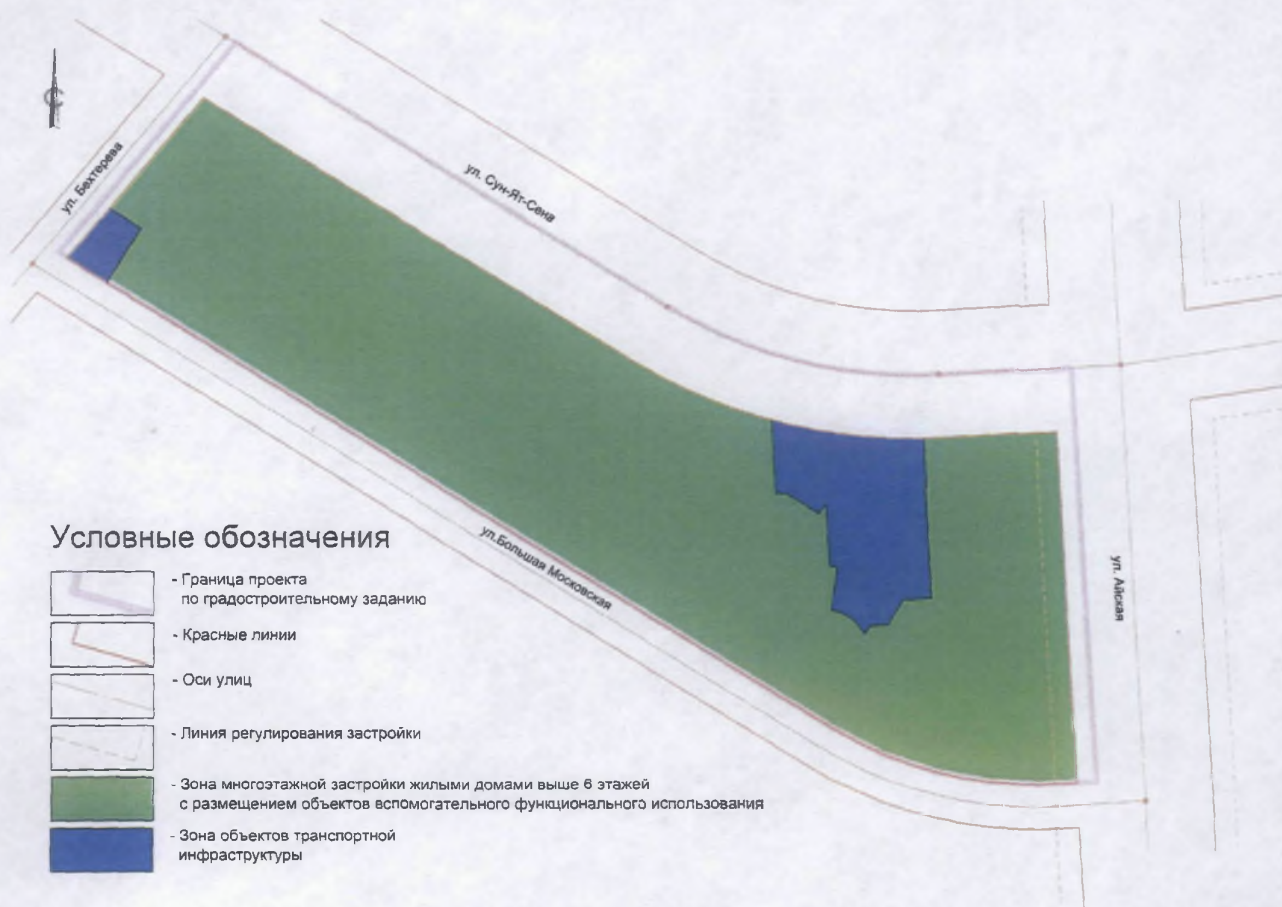 С
ул. Бехтерева
ул. Сун-Ят-Сена
ул.Большая Московская
ул. Айская
Условные обозначения
- Граница проекта
по градостроительному заданию
- Красные линии
- Оси улиц
- Линия регулирования застройки
- Зона многоэтажной застройки жилыми домами выше 6 этажей
с размещением объектов вспомогательного функционального использования
- Зона объектов транспортной
инфраструктуры